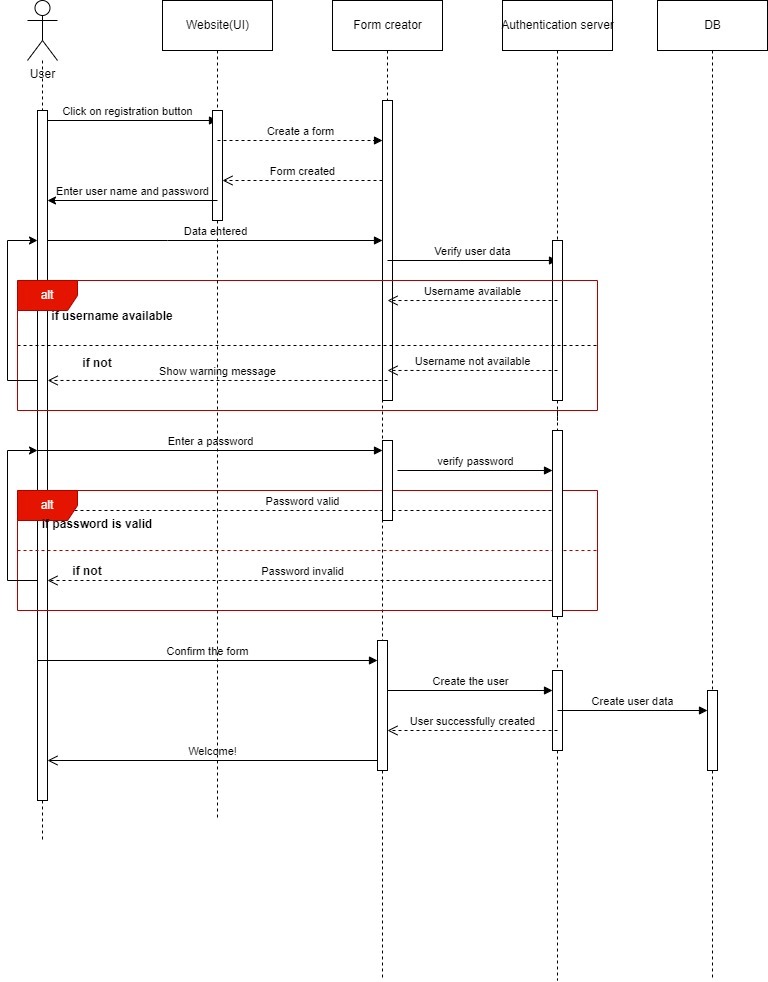 Website(UI)
Form creator
Authentication server
DB
User
Click on registration button
Create a form
Form created
Enter user name and password
Data entered
Verify user data
alt
Username available
if username available
if not
Username not available
Show warning message
Enter a password
verify password
alt
Password valid
if password is valid
if not
Password invalid
Confirm the form
Create the user
Create user data
User successfully created
Welcome!